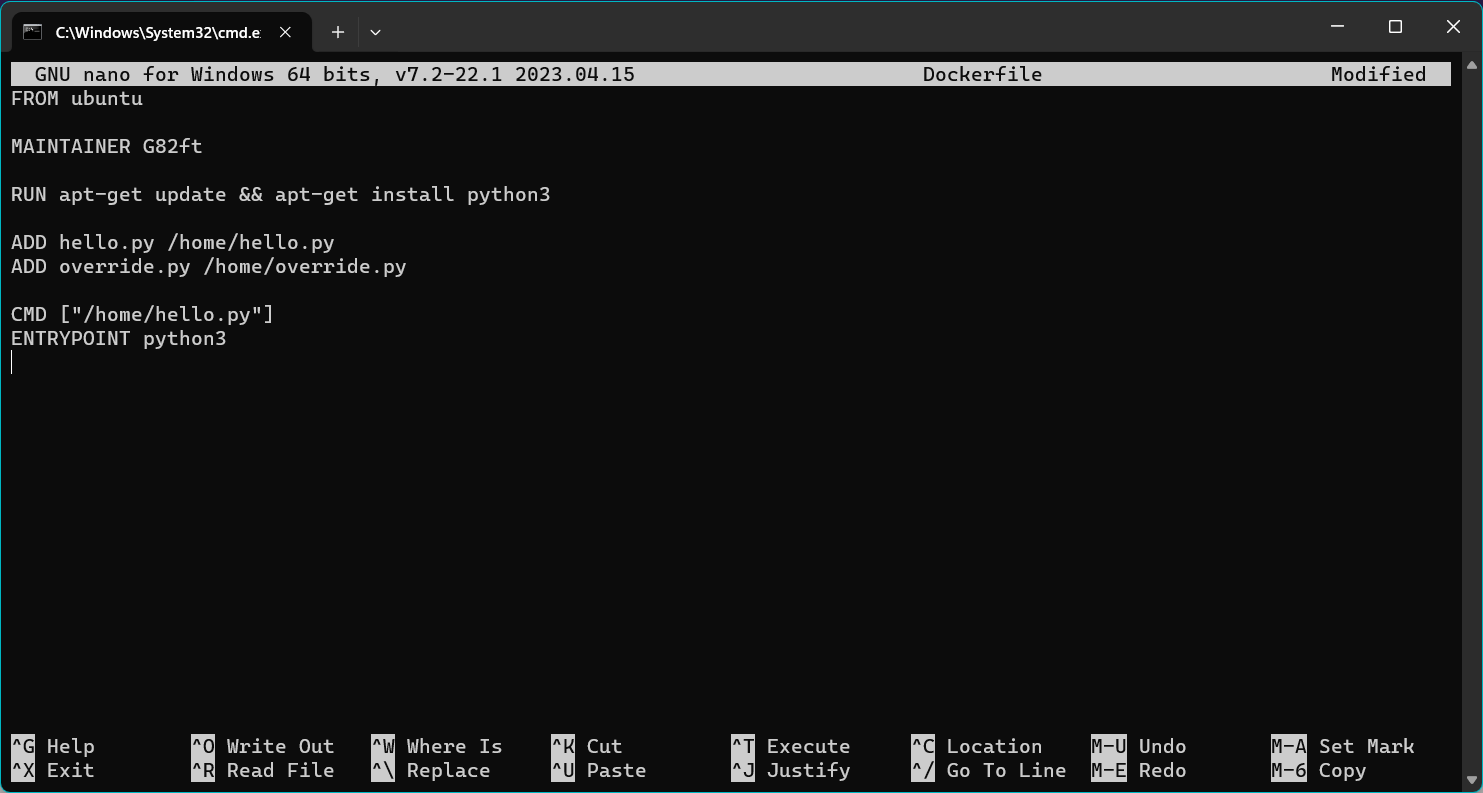 C:\Windows\System32\cmd.e
GNU nano for Windows 64 bits, v7.2-22.1 2023.04.15 Dockerfile Modified
FROM ubuntu
MAINTAINER G82ft
RUN apt-get update && apt-get install python3
ADD hello.py /home/hello.py
ADD override.py /home/override.py
CMD ["/home/hello.py"]
ENTRYPOINT python3
^G Help ^O Write Out ^W Where Is ^K Cut ^T Execute ^C Location M-U Undo M-A Set Mark
^X Exit ^R Read File ^\ Replace ^U Paste ^J Justify ^/ Go To Line M-E Redo M-6 Copy